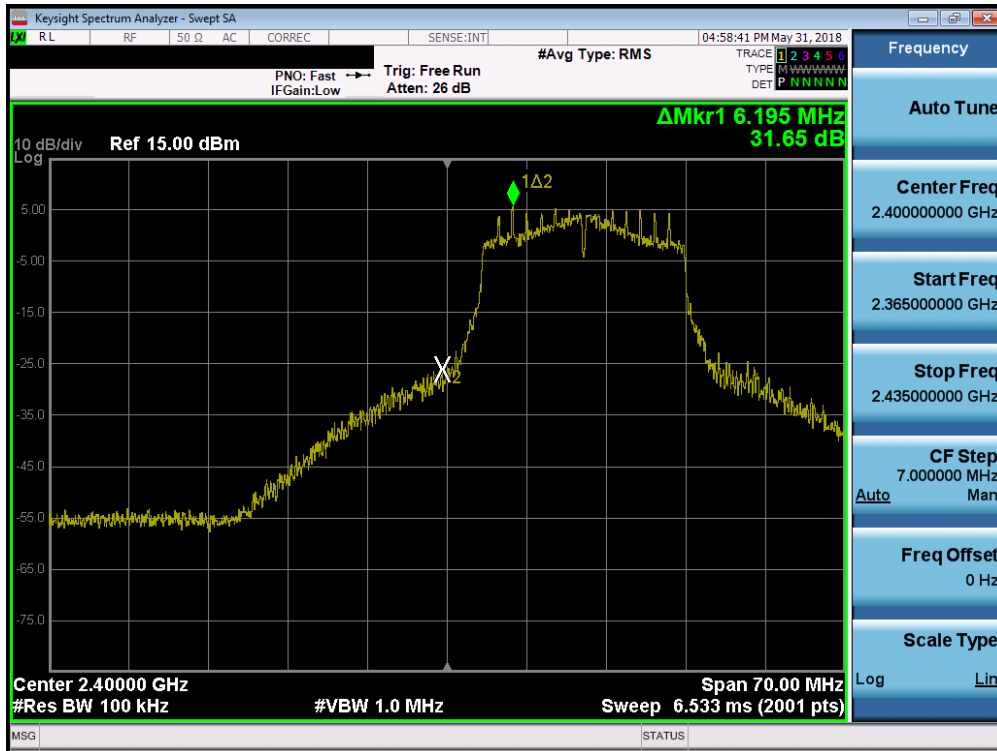 Keysight Spectrum Analyzer - Swept SA
LXI RL RF 50 Ω AC CORREC SENSE:INT 04:58:41 PM May 31, 2018
PNO: Fast
IFGain:Low
Trig: Free Run
Atten: 26 dB
#Avg Type: RMS
TRACE 1 2 3 4 5 6
TYPE M W W W W W
DET P N N N N N
ΔMkr1 6.195 MHz
31.65 dB
10 dB/div Ref 15.00 dBm
Log
1Δ2
5.00
-5.00
-15.0
-25.0
X2
-35.0
-45.0
-55.0
-65.0
-75.0
Center 2.40000 GHz Span 70.00 MHz
#Res BW 100 kHz #VBW 1.0 MHz Sweep 6.533 ms (2001 pts)
MSG STATUS
Frequency
Auto Tune
Center Freq
2.400000000 GHz
Start Freq
2.365000000 GHz
Stop Freq
2.435000000 GHz
CF Step
7.000000 MHz
Auto Man
Freq Offset
0 Hz
Scale Type
Log Lin